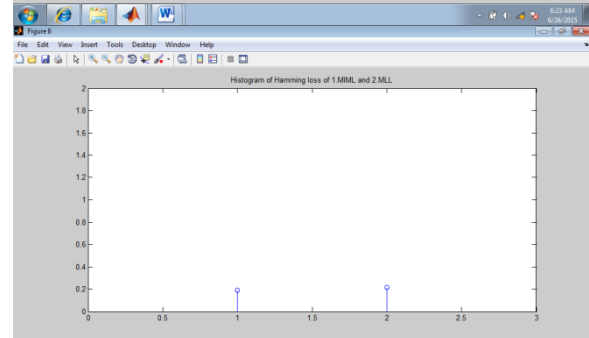 W
6:23 AM
6/26/2015
Figure 6
File Edit View Insert Tools Desktop Window Help
Histogram of Hamming loss of 1.MIML and 2.MLL
2
1.8
1.6
1.4
1.2
1
0.8
0.6
0.4
0.2
0
0 0.5 1 1.5 2 2.5 3